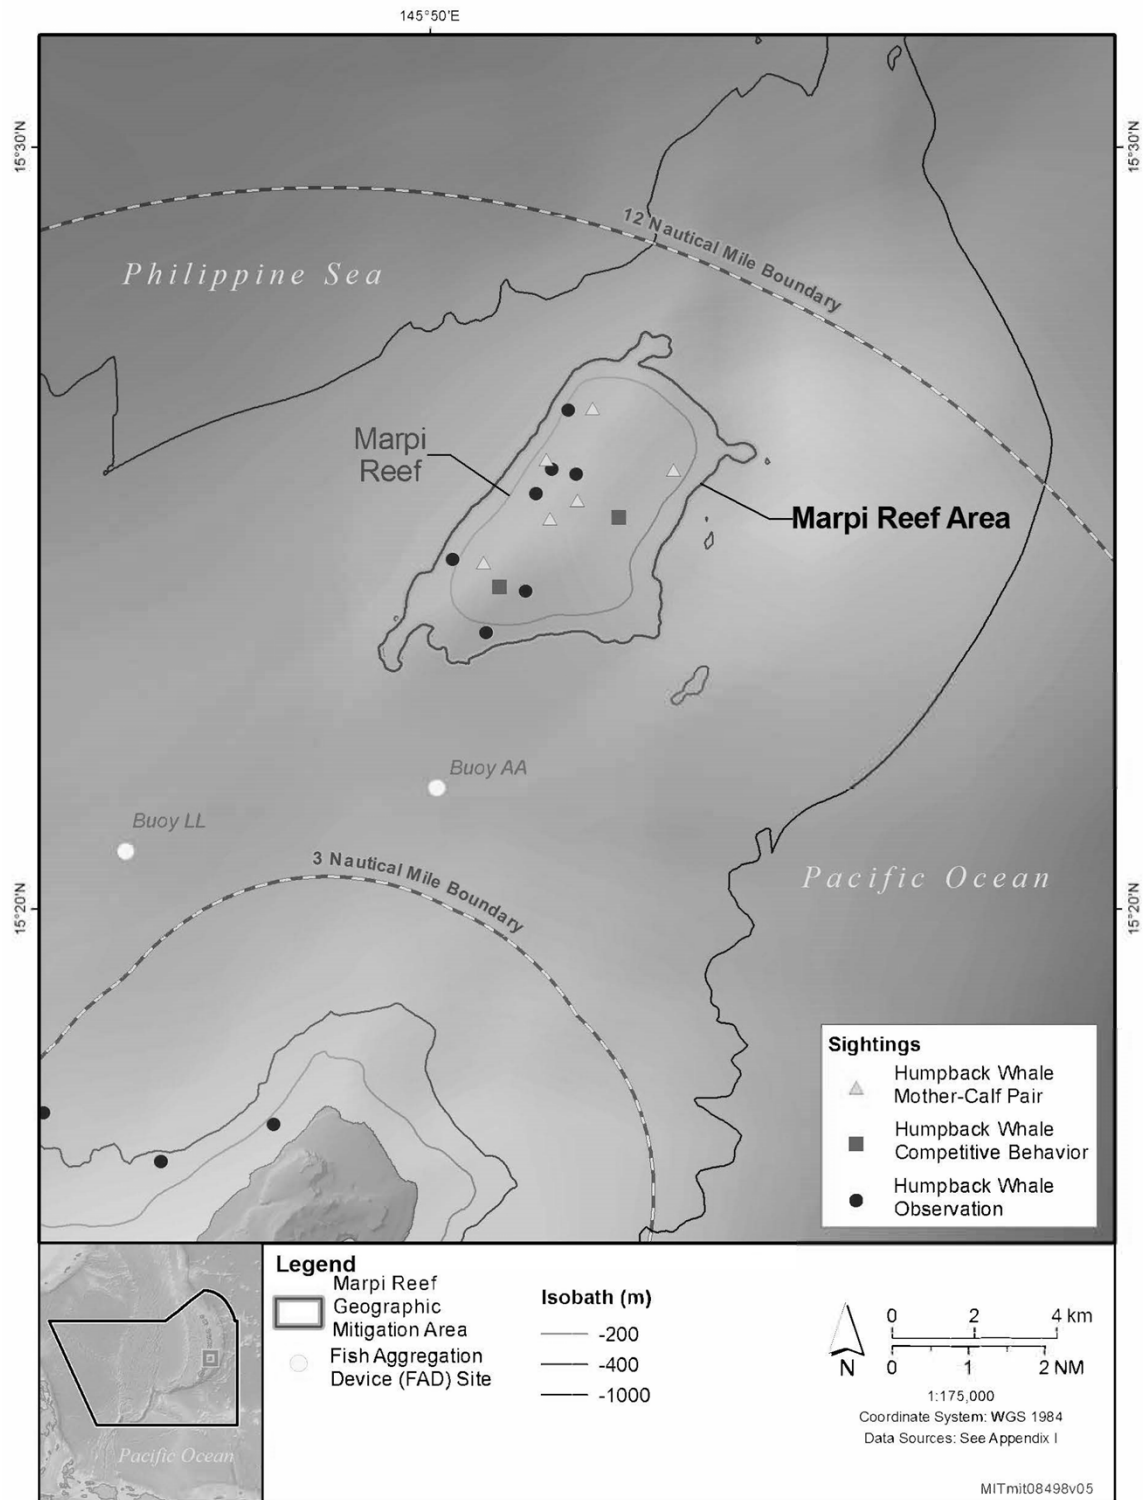 145°50'E
15°30'N
15°30'N
12 Nautical Mile Boundary
Philippine Sea
Marpi
Reef
Marpi Reef Area
Buoy AA
Buoy LL
3 Nautical Mile Boundary
Pacific Ocean
15°20'N
15°20'N
Sightings
Humpback Whale
Mother-Calf Pair
Humpback Whale
Competitive Behavior
Humpback Whale
Observation
Legend
Marpi Reef
Geographic
Mitigation Area
Fish Aggregation
Device (FAD) Site
Isobath (m)
-200
-400
-1000
0 2 4 km
0 1 2 NM
N
1:175,000
Coordinate System: WGS 1984
Data Sources: See Appendix I
Pacific Ocean
MITmit08498v05